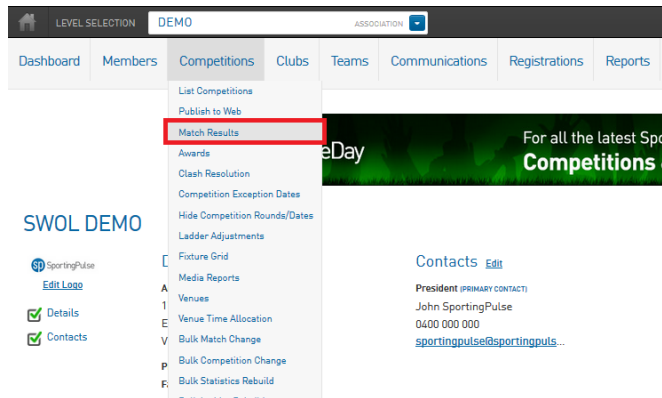 LEVEL SELECTION DEMO ASSOCIATION
Dashboard Members Competitions Clubs Teams Communications Registrations Reports
List Competitions
Publish to Web
Match Results
Awards
Clash Resolution
Competition Exception Dates
Hide Competition Rounds/Dates
Ladder Adjustments
Fixture Grid
Media Reports
Venues
Venue Time Allocation
Bulk Match Change
Bulk Competition Change
Bulk Statistics Rebuild
eDay
For all the latest Spo
Competitions
SWOL DEMO
sp SportingPulse
Edit Logo
Details
Contacts
Contacts Edit
President (PRIMARY CONTACT)
John SportingPulse
0400 000 000
sportingpulse@sportingpuls...